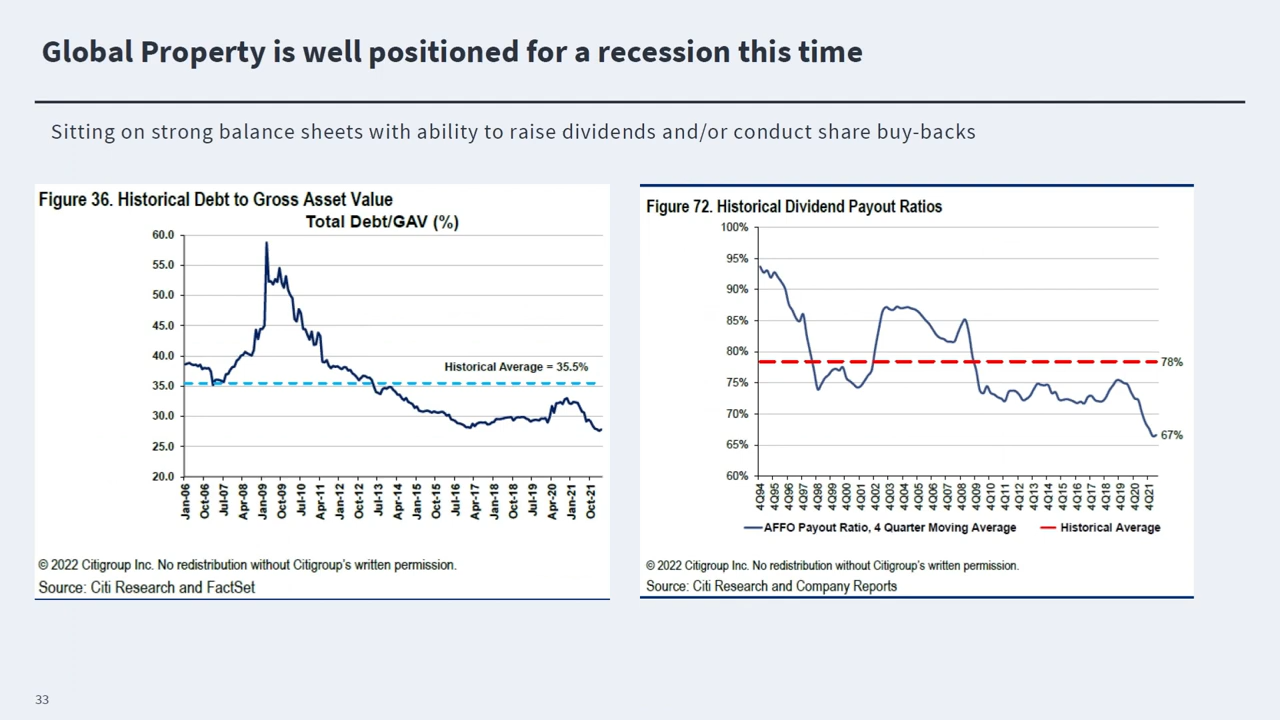 Global Property is well positioned for a recession this time
Sitting on strong balance sheets with ability to raise dividends and/or conduct share buy-backs
Figure 36. Historical Debt to Gross Asset Value
Total Debt/GAV (%)
60.0
55.0
50.0
45.0
40.0
35.0
30.0
25.0
20.0
Historical Average = 35.5%
Jan-06
Oct-06
Jul-07
Apr-08
Jan-09
Oct-09
Jul-10
Apr-11
Jan-12
Oct-12
Jul-13
Apr-14
Jan-15
Oct-15
Jul-16
Apr-17
Jan-18
Oct-18
Jul-19
Apr-20
Jan-21
Oct-21
© 2022 Citigroup Inc. No redistribution without Citigroup's written permission.
Source: Citi Research and FactSet
Figure 72. Historical Dividend Payout Ratios
100%
95%
90%
85%
80%
75%
70%
65%
60%
78%
67%
4Q94
4Q95
4Q96
4Q97
4Q98
4Q99
4Q00
4Q01
4Q02
4Q03
4Q04
4Q05
4Q06
4Q07
4Q08
4Q09
4Q10
4Q11
4Q12
4Q13
4Q14
4Q15
4Q16
4Q17
4Q18
4Q19
4Q20
4Q21
AFFO Payout Ratio, 4 Quarter Moving Average
Historical Average
© 2022 Citigroup Inc. No redistribution without Citigroup's written permission.
Source: Citi Research and Company Reports
33